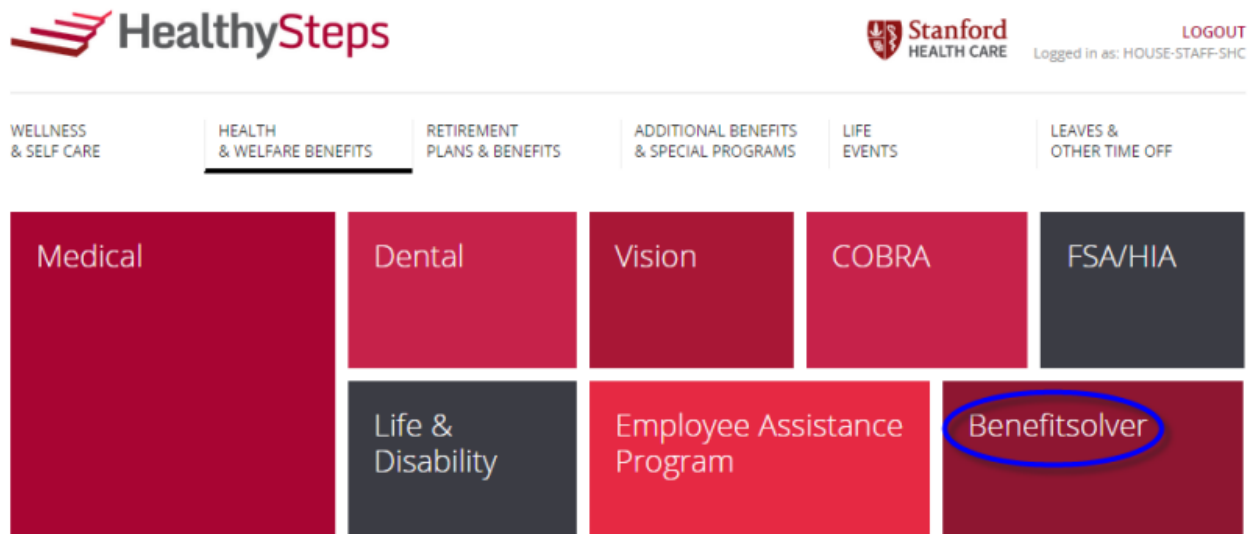 HealthySteps
Stanford
HEALTH CARE
LOGOUT
Logged in as: HOUSE-STAFF-SHC
WELLNESS
& SELF CARE
HEALTH
& WELFARE BENEFITS
RETIREMENT
PLANS & BENEFITS
ADDITIONAL BENEFITS
& SPECIAL PROGRAMS
LIFE
EVENTS
LEAVES &
OTHER TIME OFF
Medical
Dental
Vision
COBRA
FSA/HIA
Life &
Disability
Employee Assistance
Program
Benefitsolver